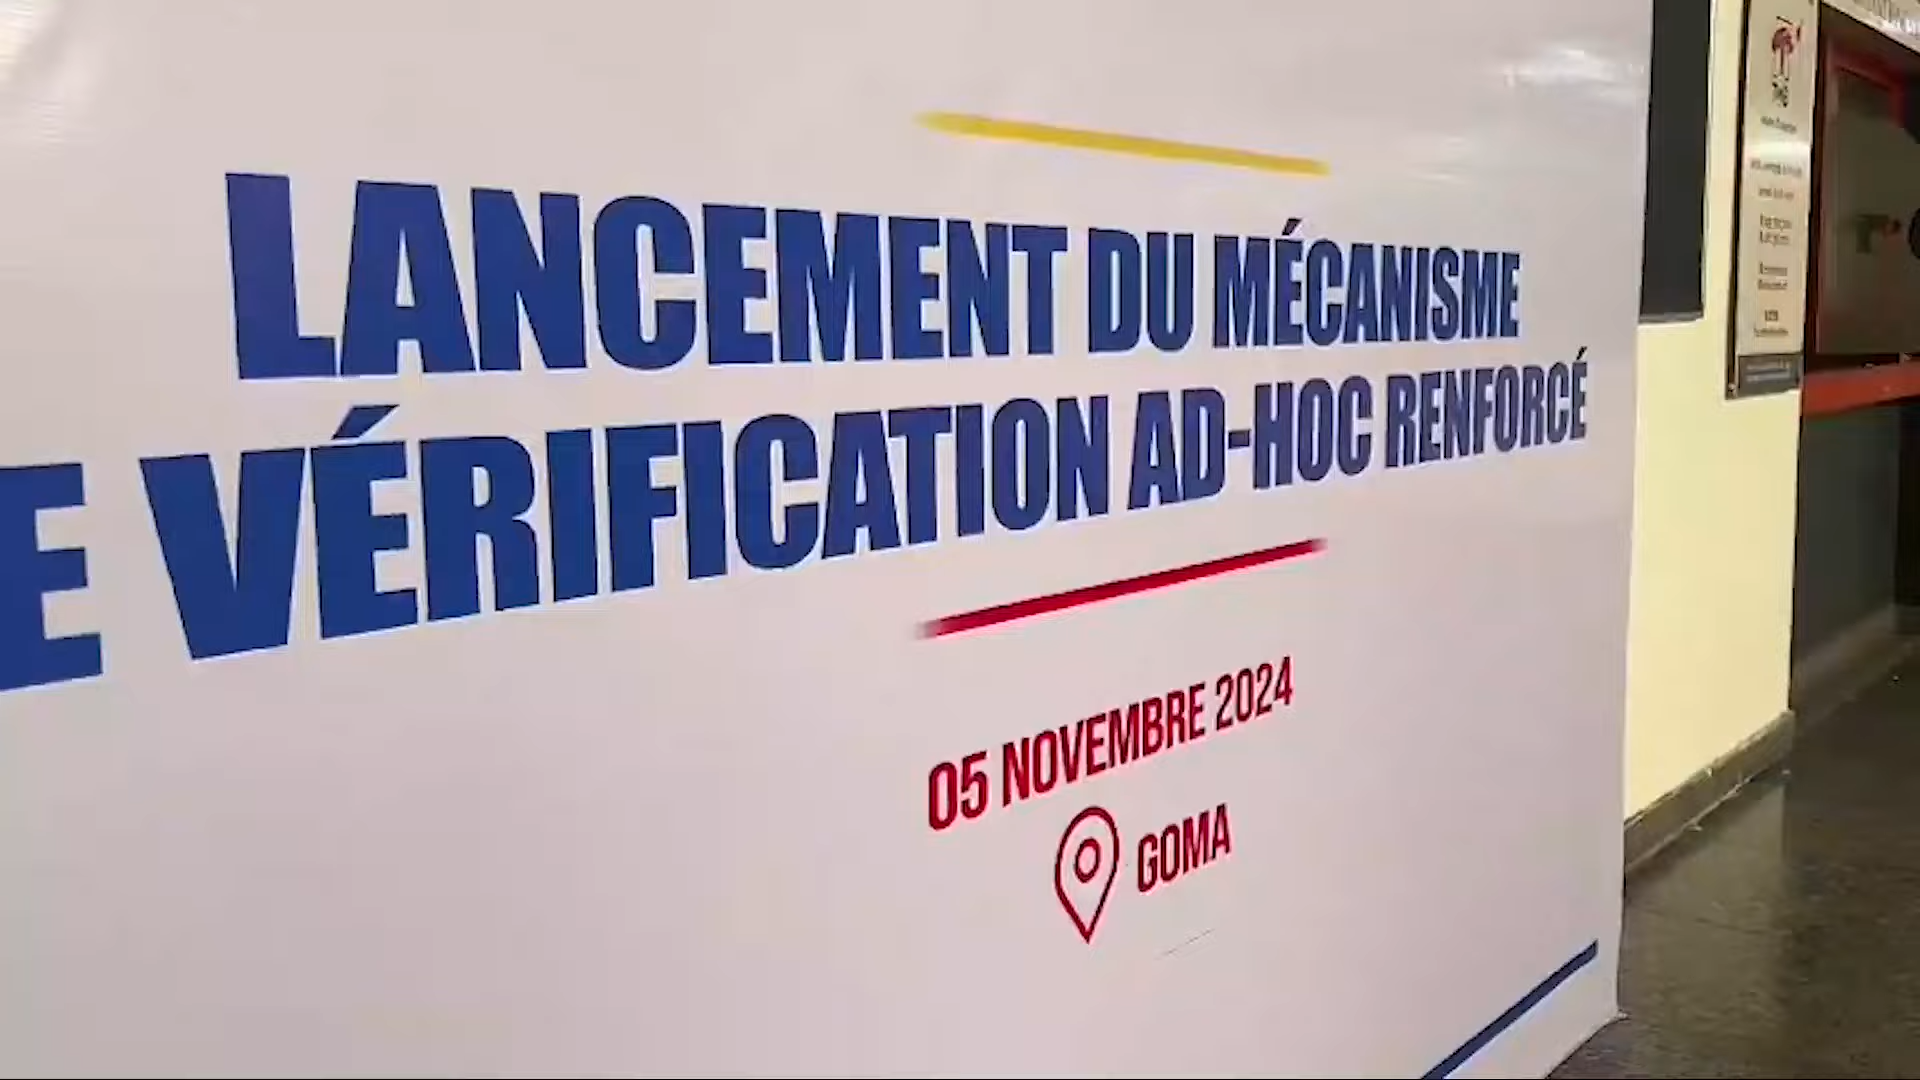 LANCEMENT DU MÉCANISME
E VÉRIFICATION AD-HOC RENFORCÉ
05 NOVEMBRE 2024
GOMA